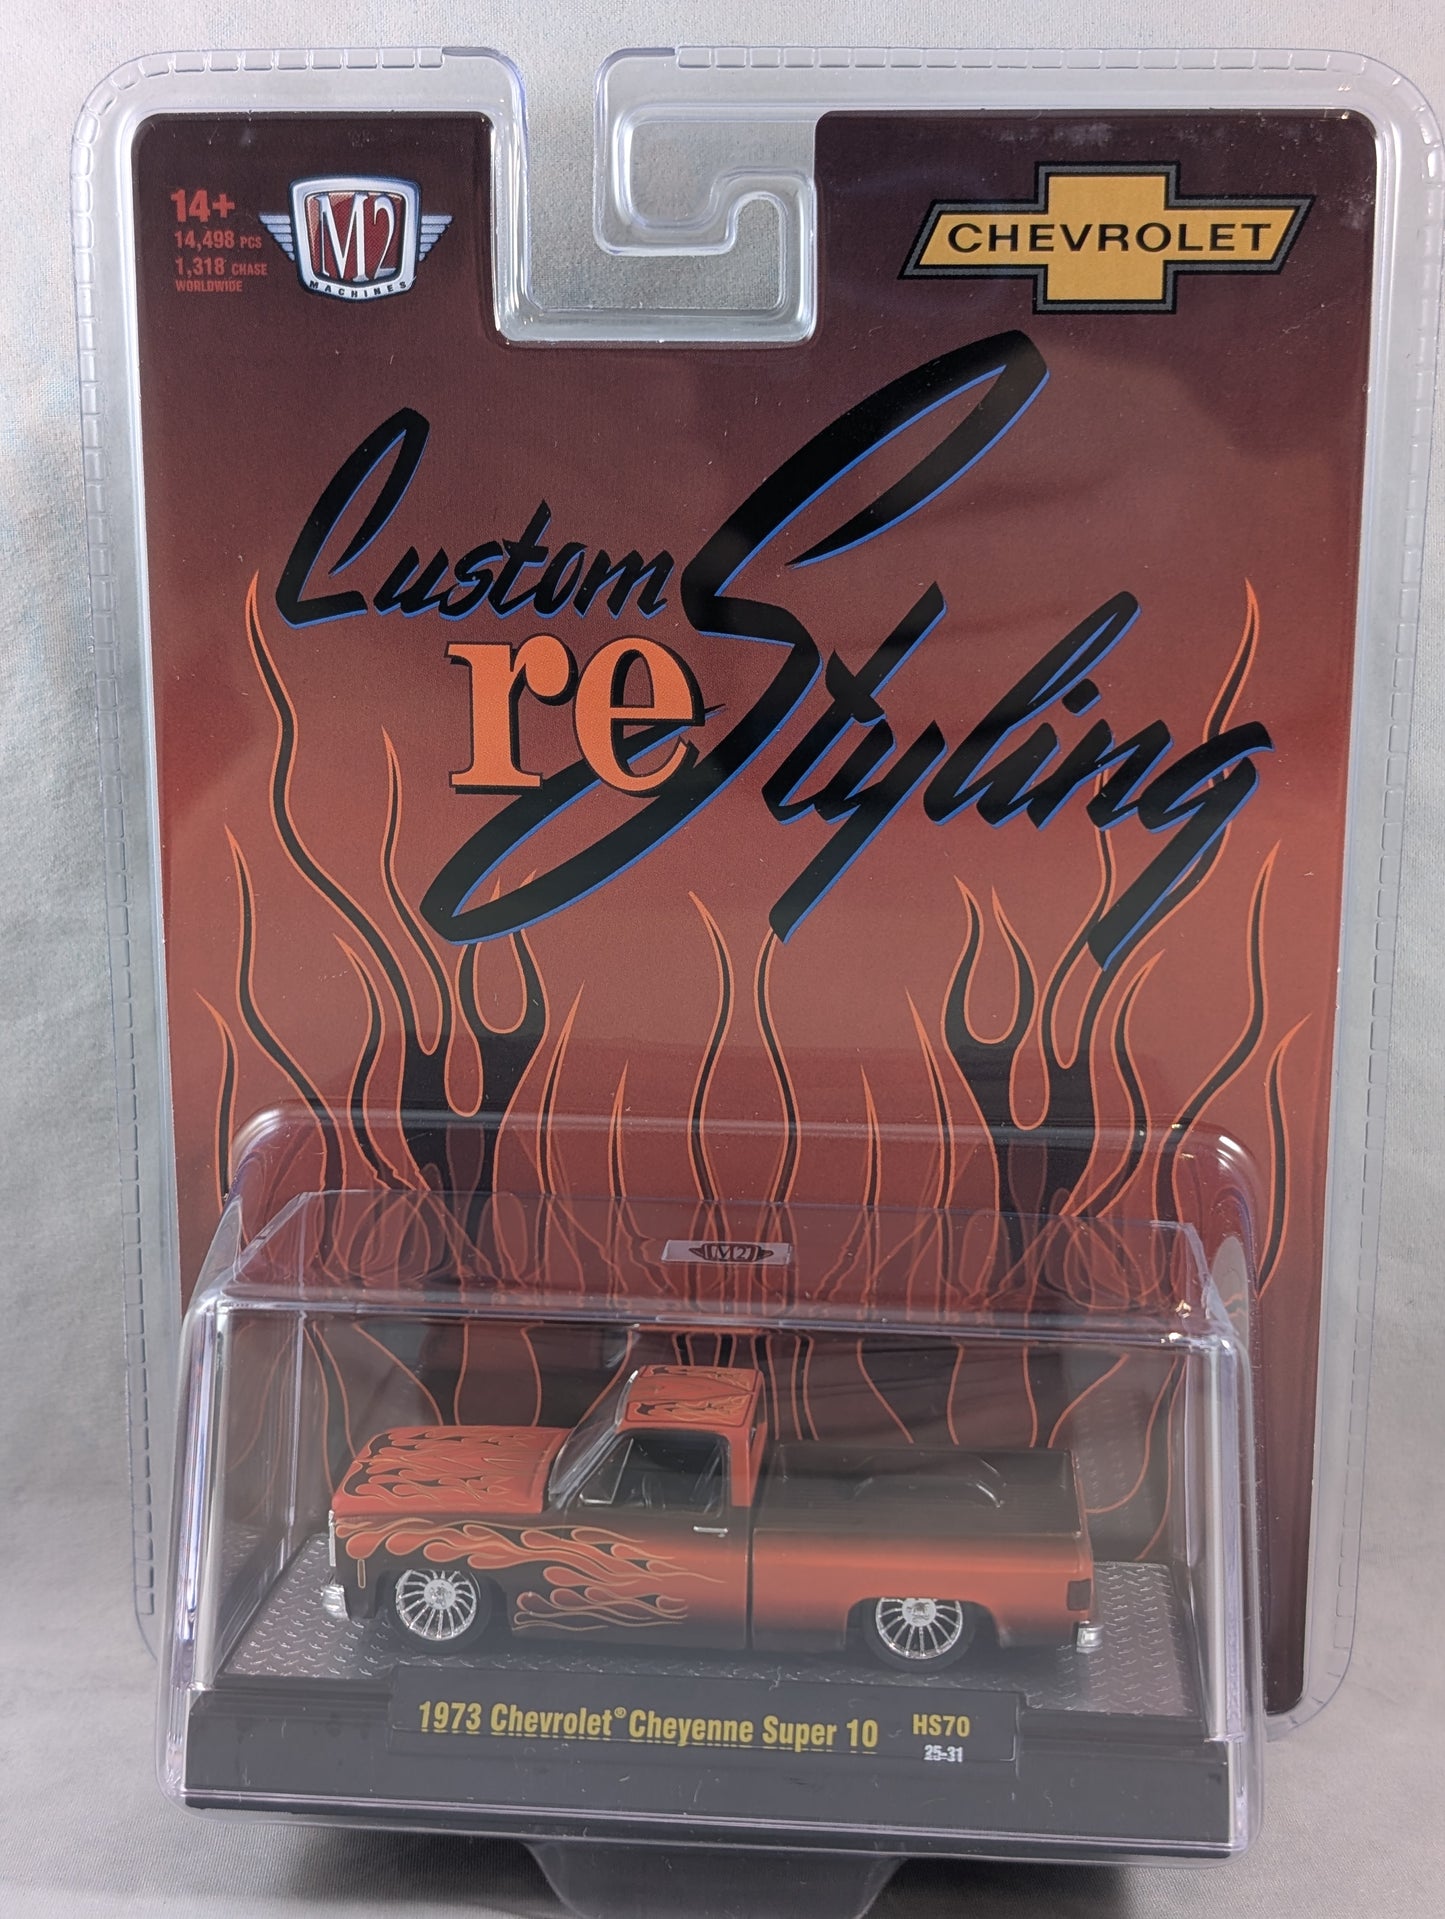 14+
14,498 PCS
1,318 CHASE
WORLDWIDE
M2
MACHINES
CHEVROLET
Custom
re Styling
M2
1973 Chevrolet® Cheyenne Super 10
HS70
25-31